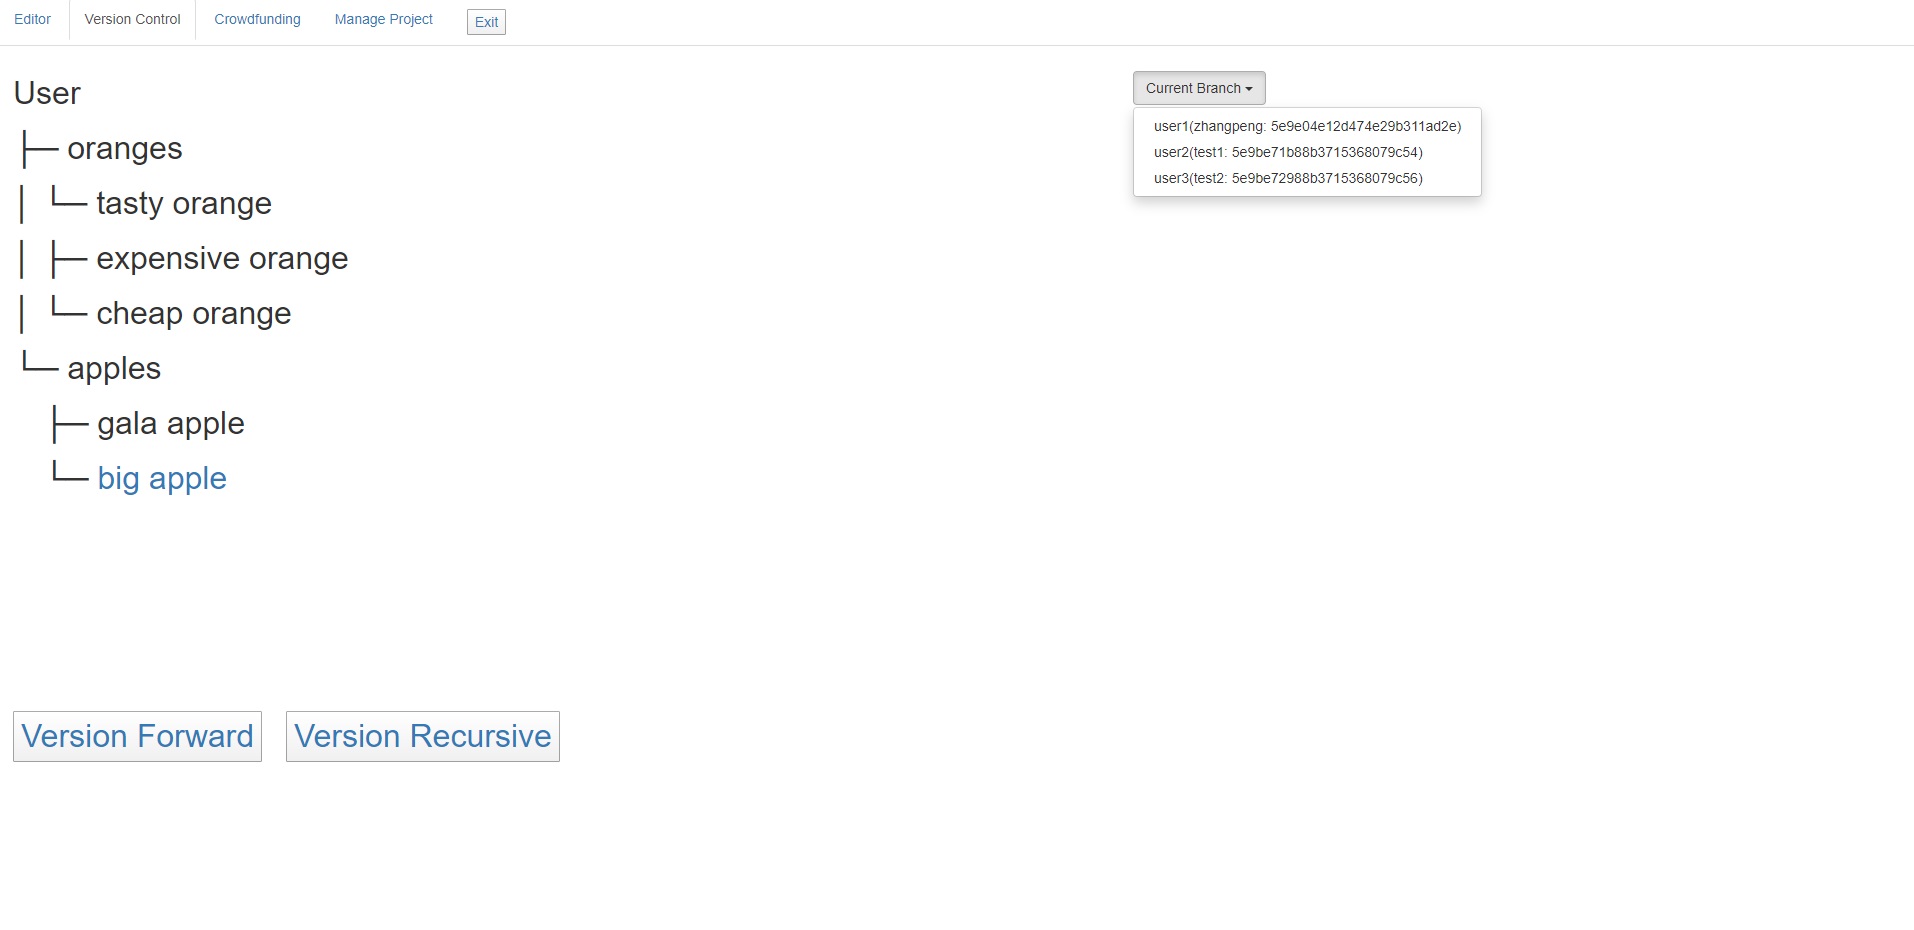 Editor Version Control Crowdfunding Manage Project Exit
User
├─ oranges
│ └─ tasty orange
│ ├─ expensive orange
│ └─ cheap orange
└─ apples
├─ gala apple
└─ big apple
Current Branch
user1(zhangpeng: 5e9e04e12d474e29b311ad2e)
user2(test1: 5e9be71b88b3715368079c54)
user3(test2: 5e9be72988b3715368079c56)
Version Forward Version Recursive